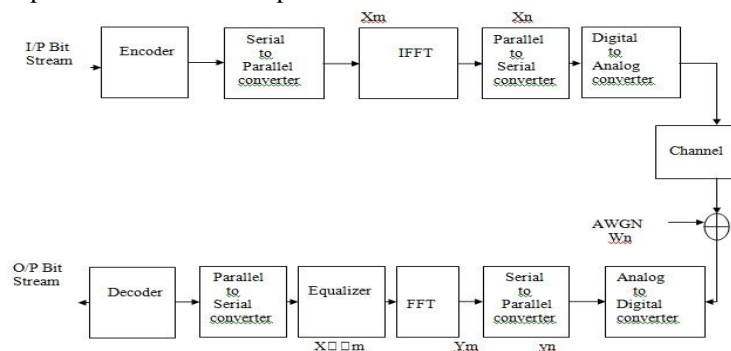 Xm
Xn
I/P Bit
Stream
Encoder
Serial
to
Parallel
converter
IFFT
Parallel
to
Serial
converter
Digital
to
Analog
converter
Channel
AWGN
Wn
O/P Bit
Stream
Decoder
Parallel
to
Serial
converter
Equalizer
FFT
Serial
to
Parallel
converter
Analog
to
Digital
converter
X□□m
Ym
yn